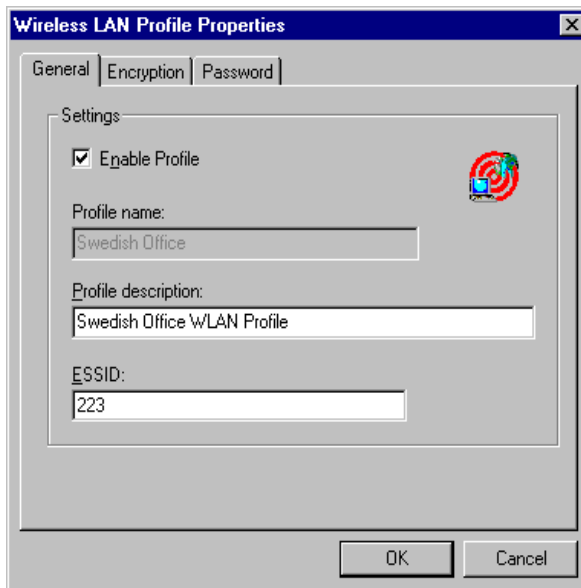 Wireless LAN Profile Properties
General Encryption Password
Settings
Enable Profile
Profile name:
Swedish Office
Profile description:
Swedish Office WLAN Profile
ESSID:
223
OK Cancel